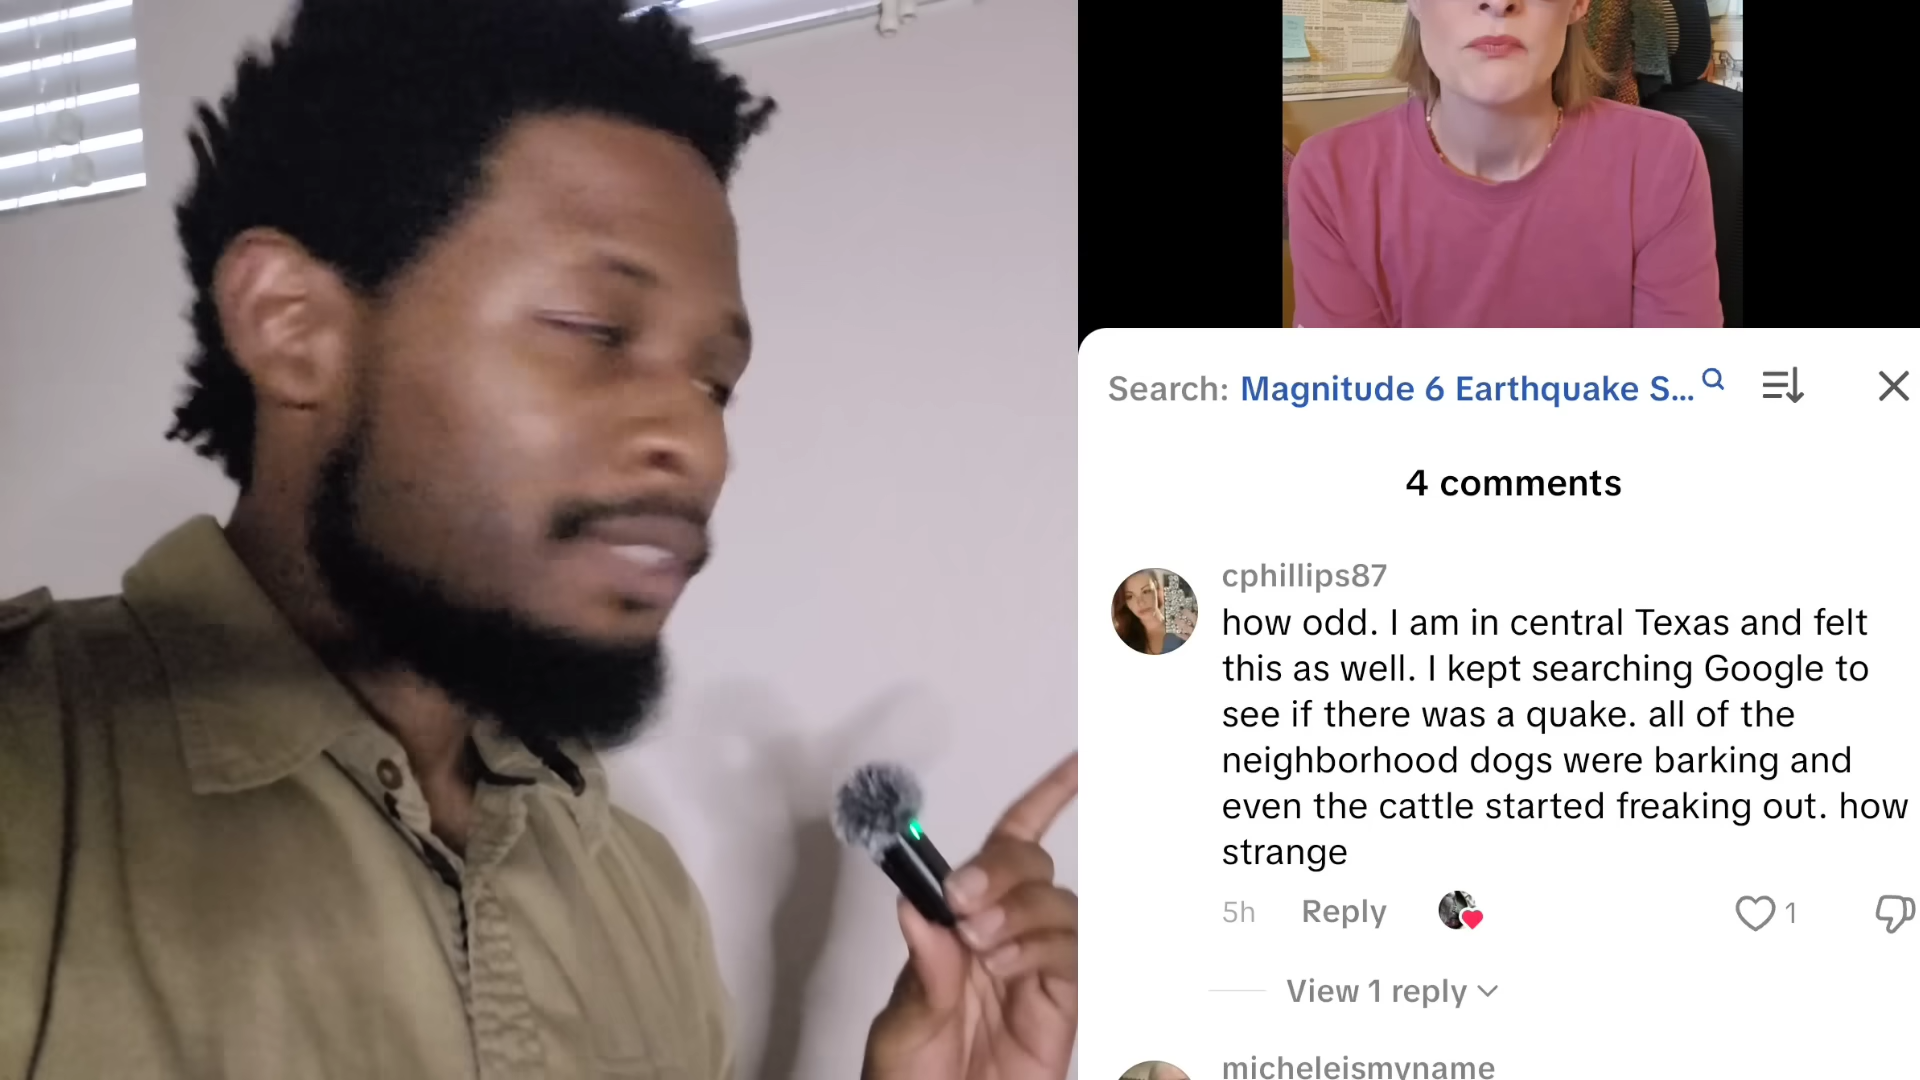 Search: Magnitude 6 Earthquake S...
4 comments
cphillips87
how odd. I am in central Texas and felt
this as well. I kept searching Google to
see if there was a quake. all of the
neighborhood dogs were barking and
even the cattle started freaking out. how
strange
5h Reply 1
View 1 reply
micheleismyname